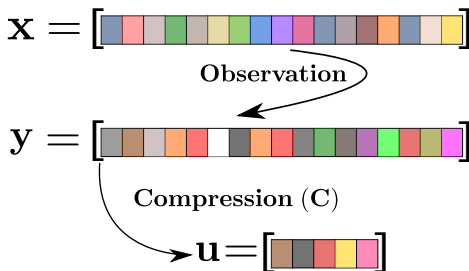 x = [ ]
Observation
y = [ ]
Compression (C)
u = [ ]